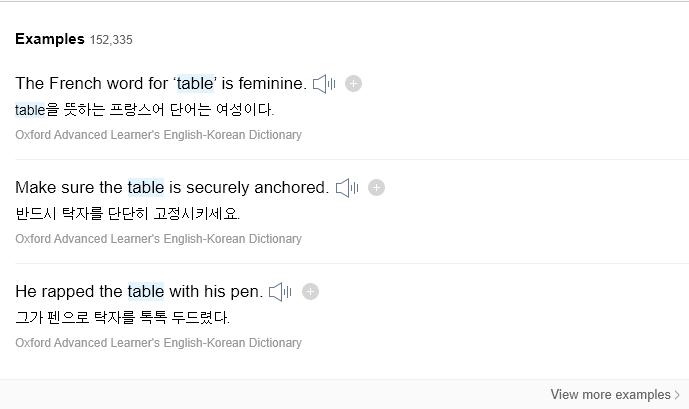 Examples 152,335
The French word for ‘table’ is feminine.
table을 뜻하는 프랑스어 단어는 여성이다.
Oxford Advanced Learner's English-Korean Dictionary
Make sure the table is securely anchored.
반드시 탁자를 단단히 고정시키세요.
Oxford Advanced Learner's English-Korean Dictionary
He rapped the table with his pen.
그가 펜으로 탁자를 톡톡 두드렸다.
Oxford Advanced Learner's English-Korean Dictionary
View more examples